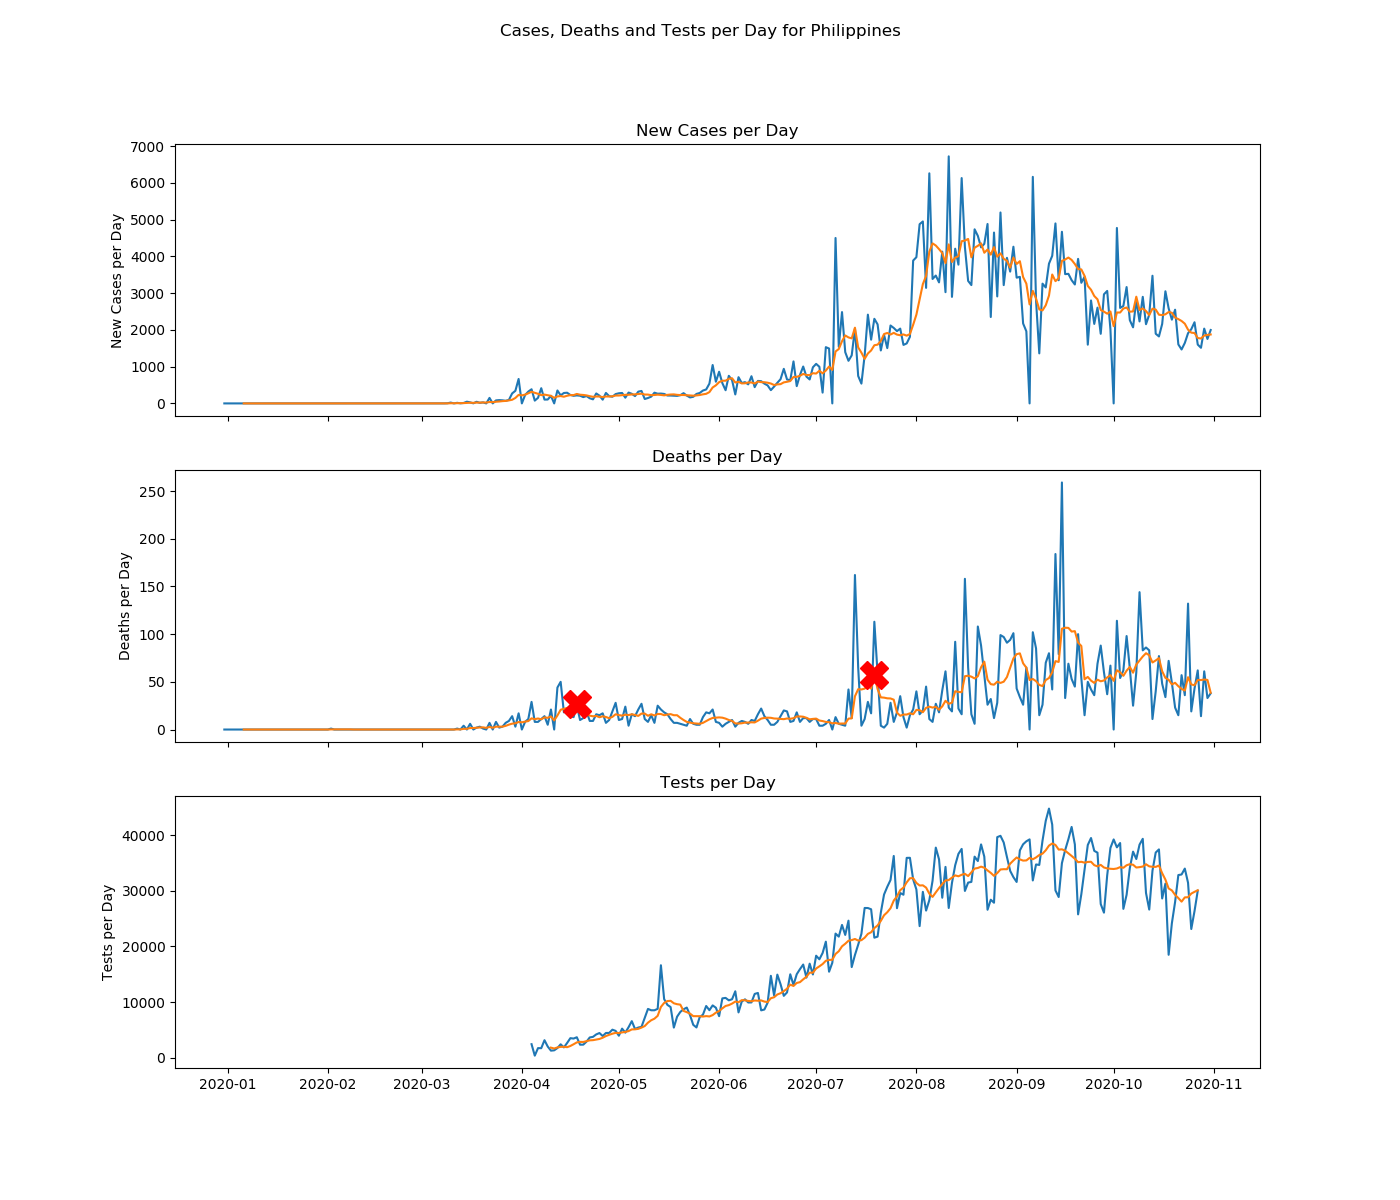 Cases, Deaths and Tests per Day for Philippines
New Cases per Day
7000
6000
5000
4000
3000
2000
1000
0
New Cases per Day
Deaths per Day
250
200
150
100
50
0
Deaths per Day
Tests per Day
40000
30000
20000
10000
0
Tests per Day
2020-01 2020-02 2020-03 2020-04 2020-05 2020-06 2020-07 2020-08 2020-09 2020-10 2020-11